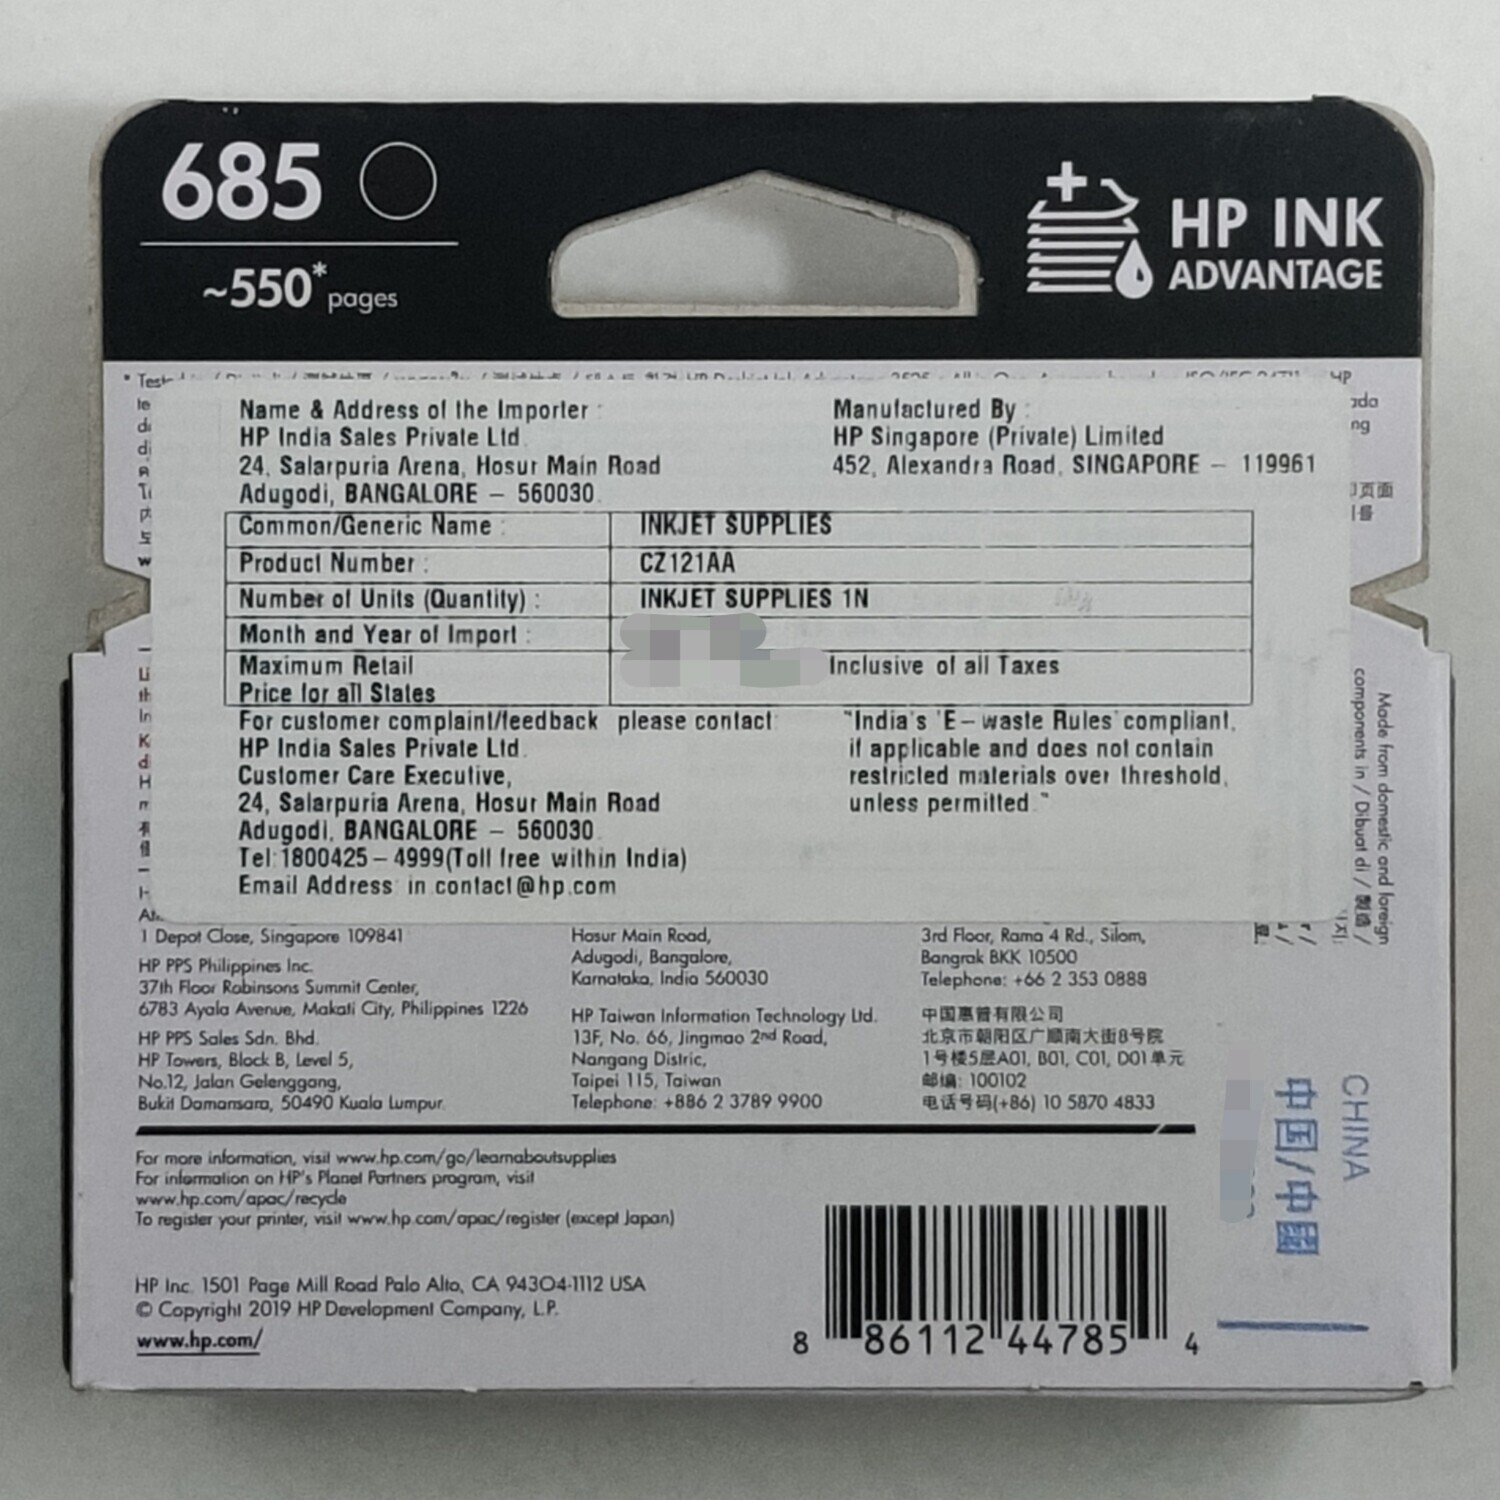 685
~550* pages
HP INK
ADVANTAGE
Name & Address of the Importer :
HP India Sales Private Ltd.
24, Salarpuria Arena, Hosur Main Road
Adugodi, BANGALORE – 560030.
Manufactured By :
HP Singapore (Private) Limited
452, Alexandra Road, SINGAPORE – 119961
Common/Generic Name : INKJET SUPPLIES
Product Number : CZ121AA
Number of Units (Quantity) : INKJET SUPPLIES 1N
Month and Year of Import :
Maximum Retail
Price for all States
Inclusive of all Taxes
For customer complaint/feedback please contact:
HP India Sales Private Ltd.
Customer Care Executive,
24, Salarpuria Arena, Hosur Main Road
Adugodi, BANGALORE – 560030.
Tel:1800425–4999(Toll free within India)
Email Address: in.contact@hp.com
"India's 'E–waste Rules' compliant,
if applicable and does not contain
restricted materials over threshold,
unless permitted."
1 Depot Close, Singapore 109841
HP PPS Philippines Inc.
37th Floor Robinsons Summit Center,
6783 Ayala Avenue, Makati City, Philippines 1226
HP PPS Sales Sdn. Bhd.
HP Towers, Block B, Level 5,
No.12, Jalan Gelenggang,
Bukit Damansara, 50490 Kuala Lumpur.
Hosur Main Road,
Adugodi, Bangalore,
Karnataka, India 560030
HP Taiwan Information Technology Ltd.
13F, No. 66, Jingmao 2nd Road,
Nangang Distric,
Taipei 115, Taiwan
Telephone: +886 2 3789 9900
3rd Floor, Rama 4 Rd., Silom,
Bangrak BKK 10500
Telephone: +66 2 353 0888
中国惠普有限公司
北京市朝阳区广顺南大街8号院
1号楼5层A01, B01, C01, D01单元
邮编: 100102
电话号码(+86) 10 5870 4833
Made from domestic and foreign
components in / Dibuat di / 製造 /
CHINA
中国/中國
For more information, visit www.hp.com/go/learnaboutsupplies
For information on HP's Planet Partners program, visit
www.hp.com/apac/recycle
To register your printer, visit www.hp.com/apac/register (except Japan)
HP Inc. 1501 Page Mill Road Palo Alto, CA 94304-1112 USA
© Copyright 2019 HP Development Company, L.P.
www.hp.com/
8 86112 44785 4